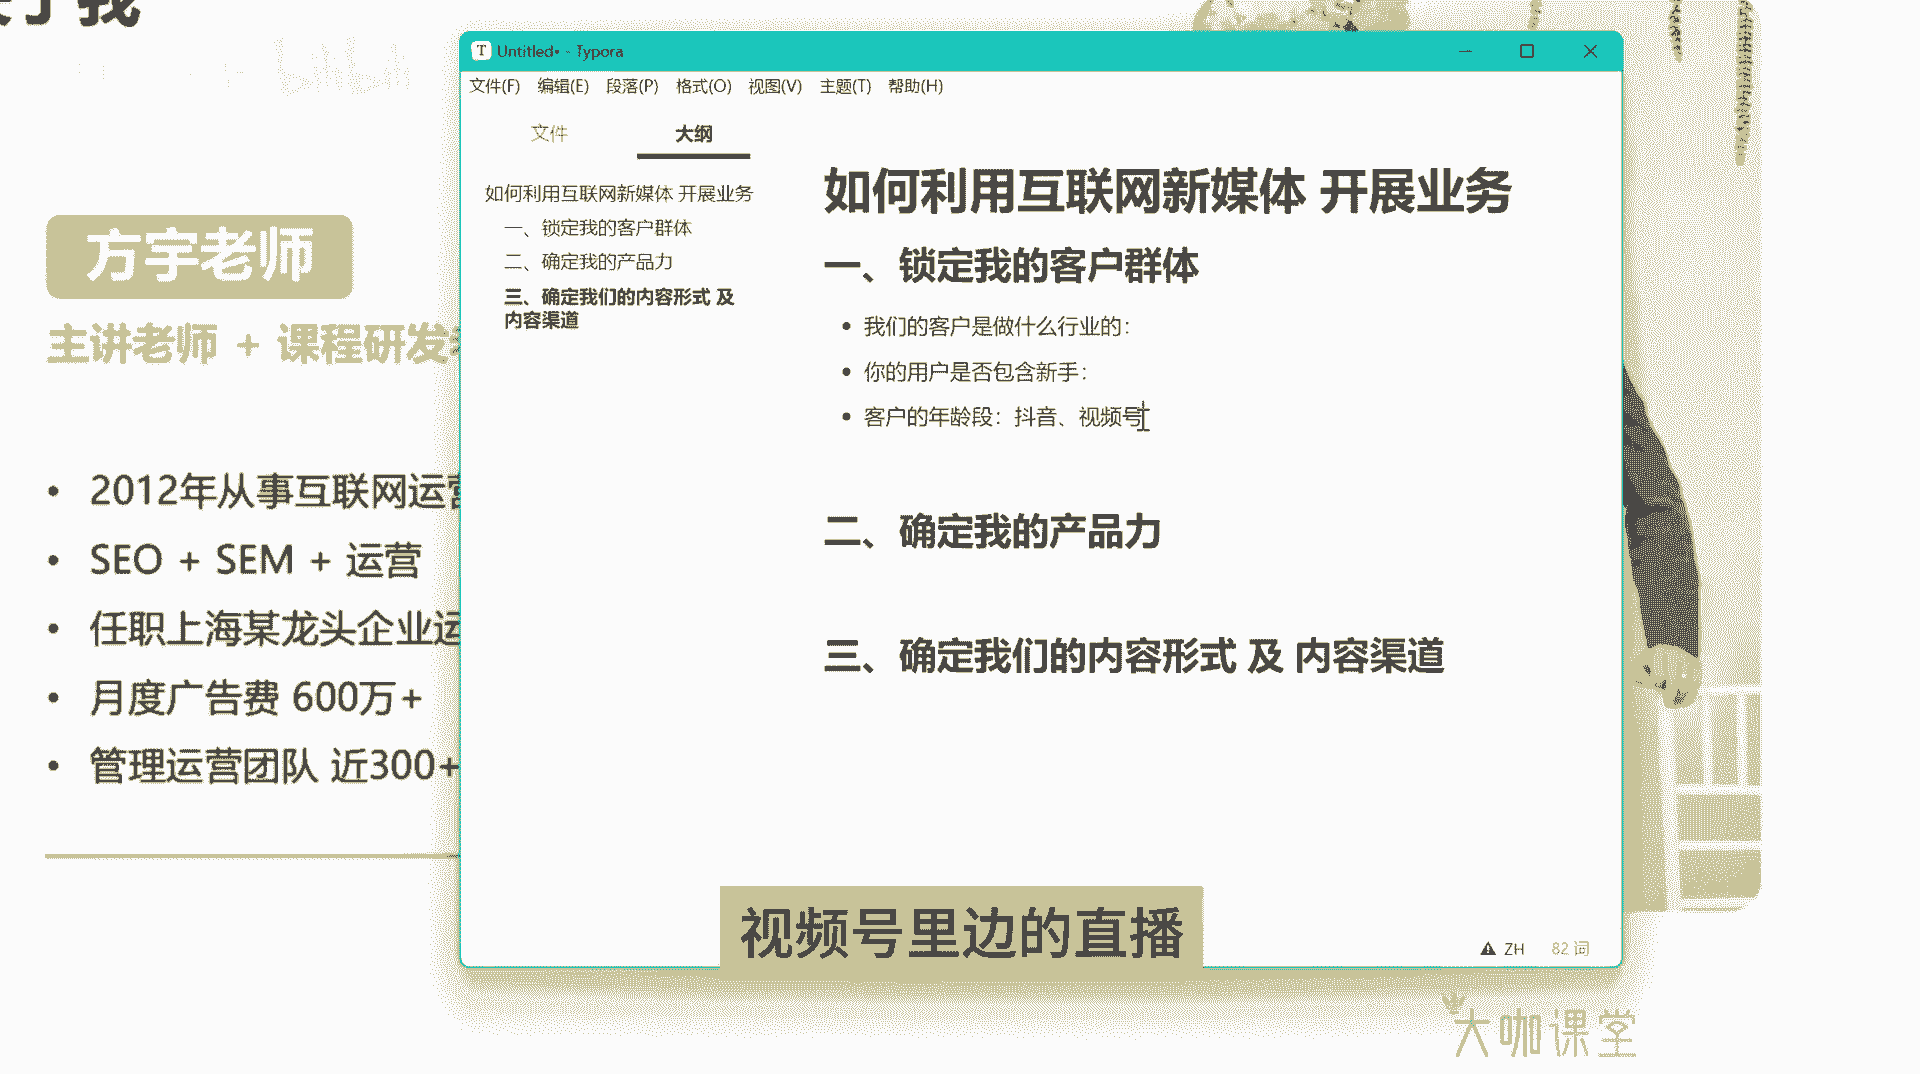 bilibili
方宇老师
主讲老师 + 课程研发
2012年从事互联网运营
SEO + SEM + 运营
任职上海某龙头企业运
月度广告费 600万+
管理运营团队 近300+
T Untitled• - Typora
文件(F) 编辑(E) 段落(P) 格式(O) 视图(V) 主题(T) 帮助(H)
文件 大纲
如何利用互联网新媒体 开展业务
一、锁定我的客户群体
二、确定我的产品力
三、确定我们的内容形式 及
内容渠道
如何利用互联网新媒体 开展业务
一、锁定我的客户群体
我们的客户是做什么行业的：
你的用户是否包含新手：
客户的年龄段：抖音、视频号
二、确定我的产品力
三、确定我们的内容形式 及 内容渠道
ZH 82 词
视频号里边的直播
大咖课堂